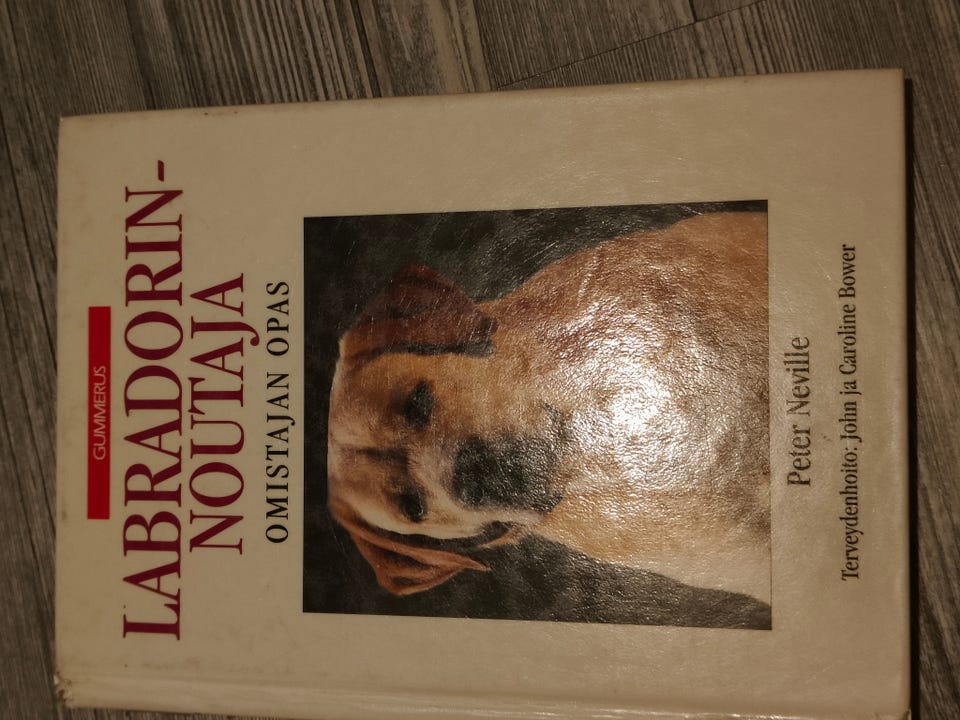 GUMMERUS
LABRADORIN-
NOUTAJA
OMISTAJAN OPAS
Peter Neville
Terveydenhoito: John ja Caroline Bower